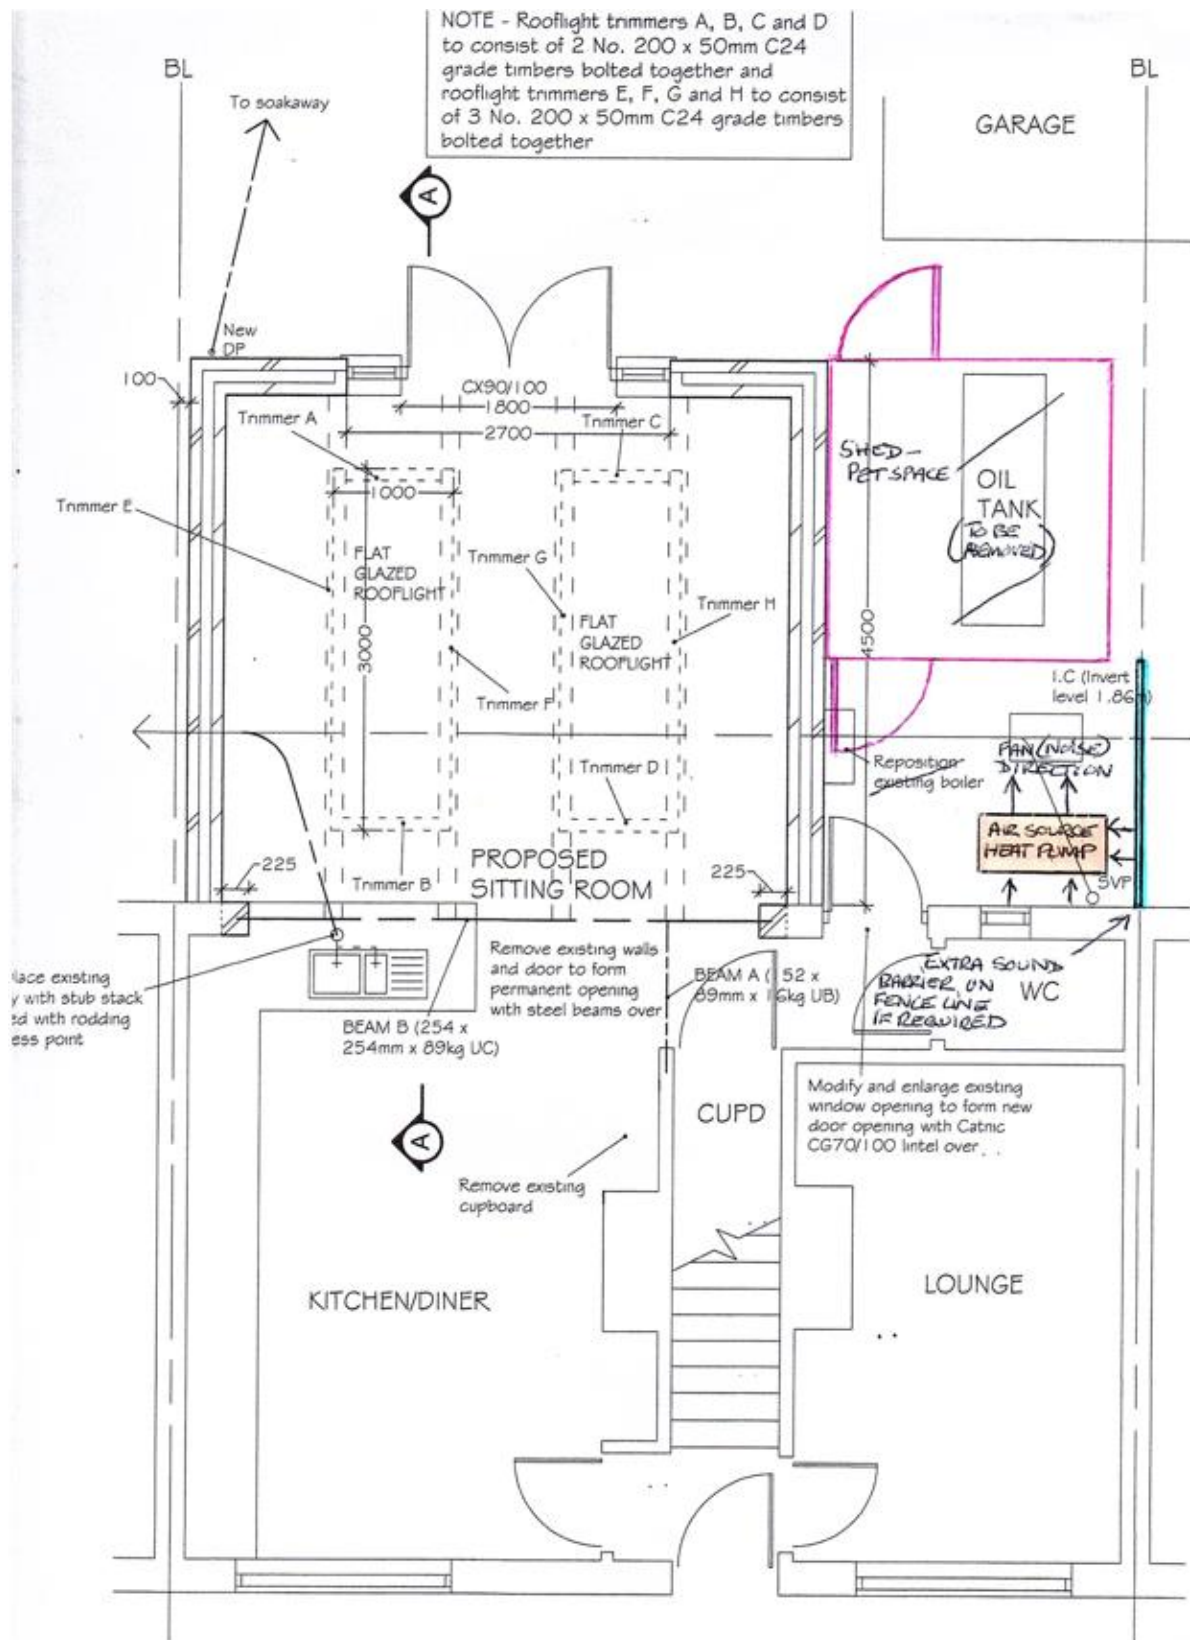 NOTE - Rooflight trimmers A, B, C and D
to consist of 2 No. 200 x 50mm C24
grade timbers bolted together and
rooflight trimmers E, F, G and H to consist
of 3 No. 200 x 50mm C24 grade timbers
bolted together
BL
BL
To soakaway
GARAGE
A
New
DP
100
CX90/100
1800
Trimmer A
Trimmer C
2700
SHED -
PET SPACE
1000
OIL
TANK
(TO BE
REMOVED)
Trimmer E
FLAT
GLAZED
ROOFLIGHT
Trimmer G
Trimmer H
FLAT
GLAZED
ROOFLIGHT
3000
4500
I.C (Invert
level 1.86m)
Trimmer F
FAN (NOISE)
DIRECTION
Reposition
existing boiler
Trimmer D
AIR SOURCE
HEAT PUMP
PROPOSED
SITTING ROOM
225
Trimmer B
225
SVP
Remove existing walls
and door to form
permanent opening
with steel beams over
BEAM A (152 x
89mm x 16kg UB)
EXTRA SOUND
BARRIER ON
FENCE LINE
IF REQUIRED
WC
lace existing
y with stub stack
ed with rodding
ess point
BEAM B (254 x
254mm x 89kg UC)
A
CUPD
Modify and enlarge existing
window opening to form new
door opening with Catnic
CG70/100 lintel over
Remove existing
cupboard
KITCHEN/DINER
LOUNGE